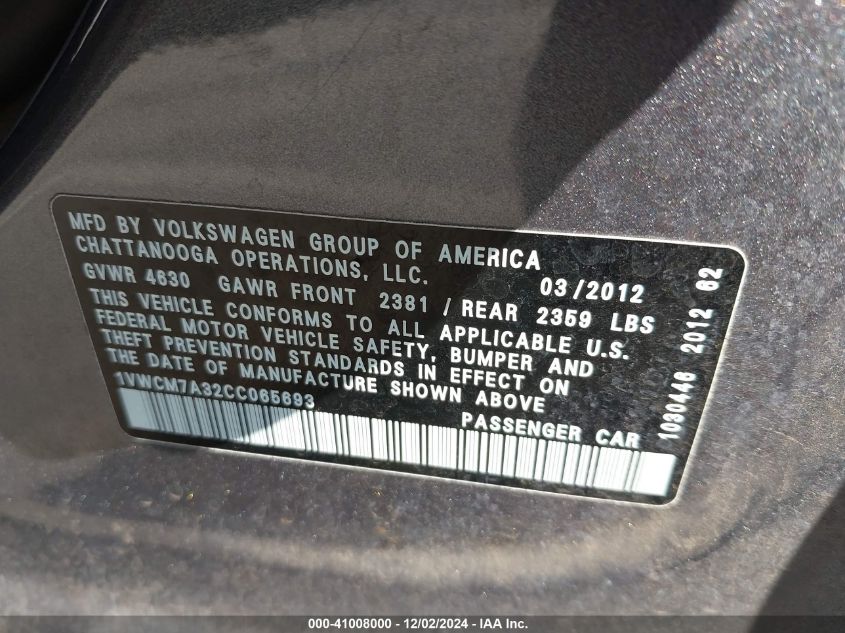 MFD BY VOLKSWAGEN GROUP OF AMERICA
CHATTANOOGA OPERATIONS, LLC.
03/2012
GVWR 4630 GAWR FRONT 2381 / REAR 2359 LBS
THIS VEHICLE CONFORMS TO ALL APPLICABLE U.S.
FEDERAL MOTOR VEHICLE SAFETY, BUMPER AND
THEFT PREVENTION STANDARDS IN EFFECT ON
THE DATE OF MANUFACTURE SHOWN ABOVE
1VWCM7A32CC065693
PASSENGER CAR
1030446 2012 62
000-41008000 - 12/02/2024 - IAA Inc.